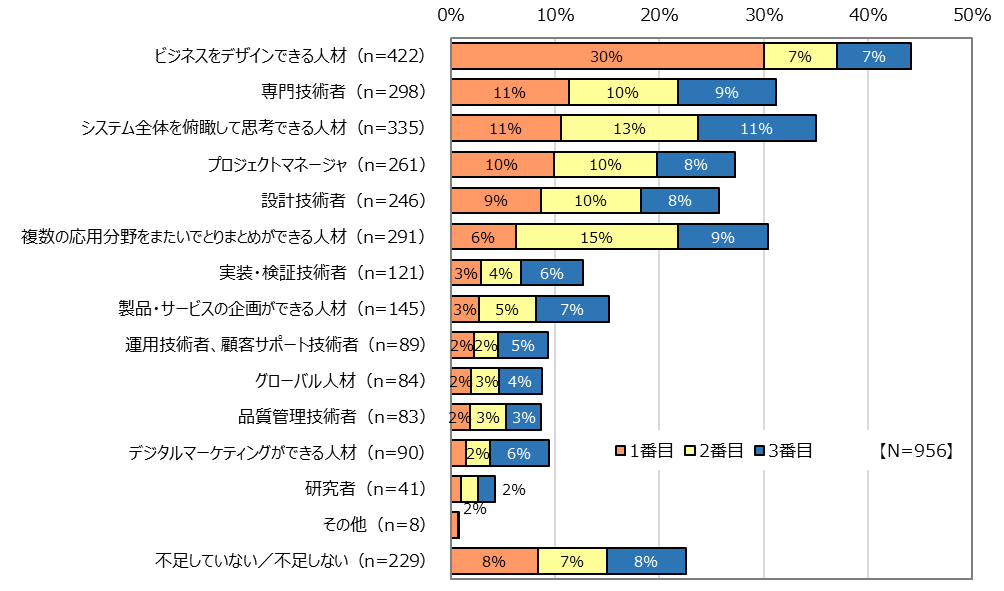 0% 10% 20% 30% 40% 50%
ビジネスをデザインできる人材（n=422） 30% 7% 7%
専門技術者（n=298） 11% 10% 9%
システム全体を俯瞰して思考できる人材（n=335） 11% 13% 11%
プロジェクトマネージャ（n=261） 10% 10% 8%
設計技術者（n=246） 9% 10% 8%
複数の応用分野をまたいでとりまとめができる人材（n=291） 6% 15% 9%
実装・検証技術者（n=121） 3% 4% 6%
製品・サービスの企画ができる人材（n=145） 3% 5% 7%
運用技術者、顧客サポート技術者（n=89） 2% 2% 5%
グローバル人材（n=84） 2% 3% 4%
品質管理技術者（n=83） 2% 3% 3%
デジタルマーケティングができる人材（n=90） 2% 6%
1番目 2番目 3番目 【N=956】
研究者（n=41） 2%
2%
その他（n=8）
不足していない／不足しない（n=229） 8% 7% 8%